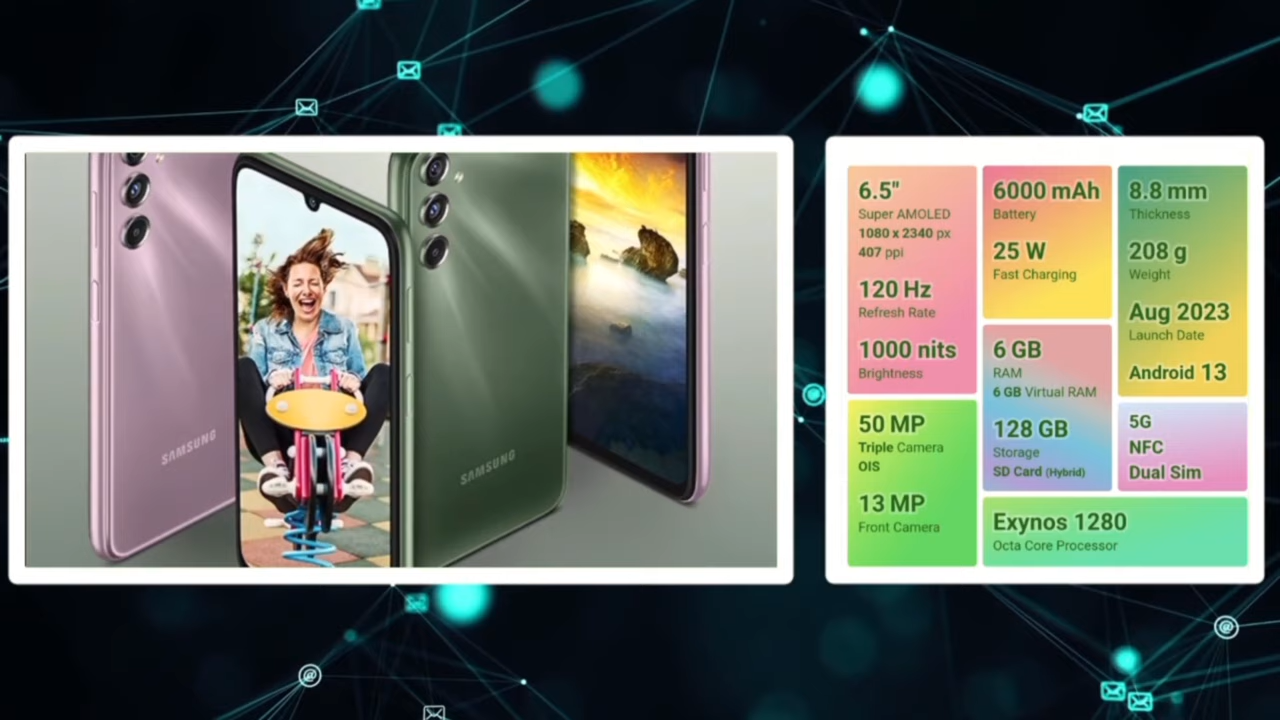 SAMSUNG
SAMSUNG
6.5"
Super AMOLED
1080 x 2340 px
407 ppi
120 Hz
Refresh Rate
1000 nits
Brightness
50 MP
Triple Camera
OIS
13 MP
Front Camera
6000 mAh
Battery
25 W
Fast Charging
6 GB
RAM
6 GB Virtual RAM
128 GB
Storage
SD Card (Hybrid)
8.8 mm
Thickness
208 g
Weight
Aug 2023
Launch Date
Android 13
5G
NFC
Dual Sim
Exynos 1280
Octa Core Processor